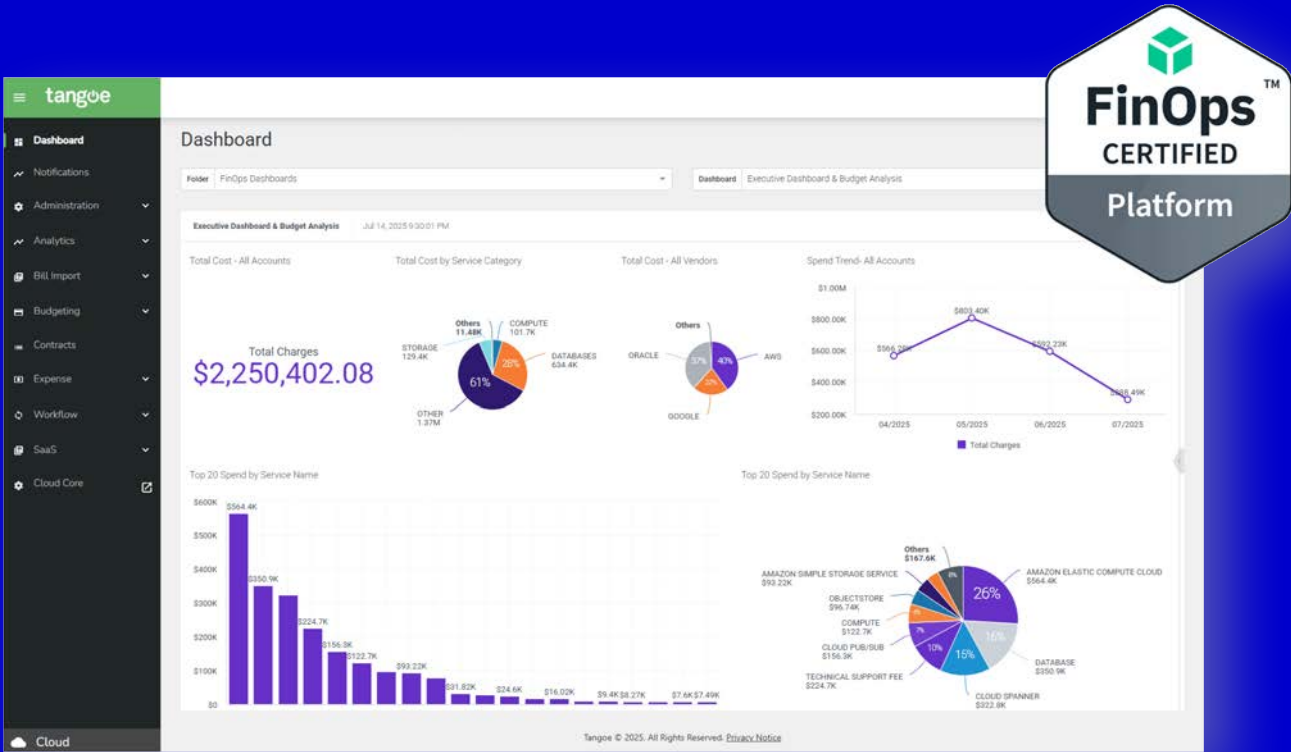 FinOps
TM
CERTIFIED
Platform
tangoe
Dashboard
Notifications
Administration
Analytics
Bill Import
Budgeting
Contracts
Expense
Workflow
SaaS
Cloud Core
Cloud
Dashboard
Folder FinOps Dashboards
Dashboard Executive Dashboard & Budget Analysis
Executive Dashboard & Budget Analysis Jul 14, 2025 9:30:01 PM
Total Cost - All Accounts
Total Charges
$2,250,402.08
Total Cost by Service Category
Others
11.48K
COMPUTE
101.7K
STORAGE
129.4K
DATABASES
634.4K
28%
61%
OTHER
1.37M
Total Cost - All Vendors
Others
ORACLE
AWS
37%
40%
GOOGLE
Spend Trend- All Accounts
$1.00M
$800.00K
$600.00K
$400.00K
$200.00K
$803.40K
04/2025 05/2025 06/2025 07/2025
Total Charges
Top 20 Spend by Service Name
$600K
$500K
$400K
$300K
$200K
$100K
$0
$564.4K
$350.9K
$224.7K
$156.3K
$122.7K
$93.22K
$31.82K
$24.6K
$16.02K
$9.4K
$8.27K
$7.6K
$7.49K
Top 20 Spend by Service Name
Others
$167.6K
AMAZON SIMPLE STORAGE SERVICE
$93.22K
OBJECTSTORE
$96.74K
COMPUTE
$122.7K
CLOUD PUB/SUB
$156.3K
TECHNICAL SUPPORT FEE
$224.7K
AMAZON ELASTIC COMPUTE CLOUD
$564.4K
DATABASE
$350.9K
CLOUD SPANNER
$322.8K
26%
16%
15%
10%
7%
8%
Tangoe © 2025. All Rights Reserved. Privacy Notice